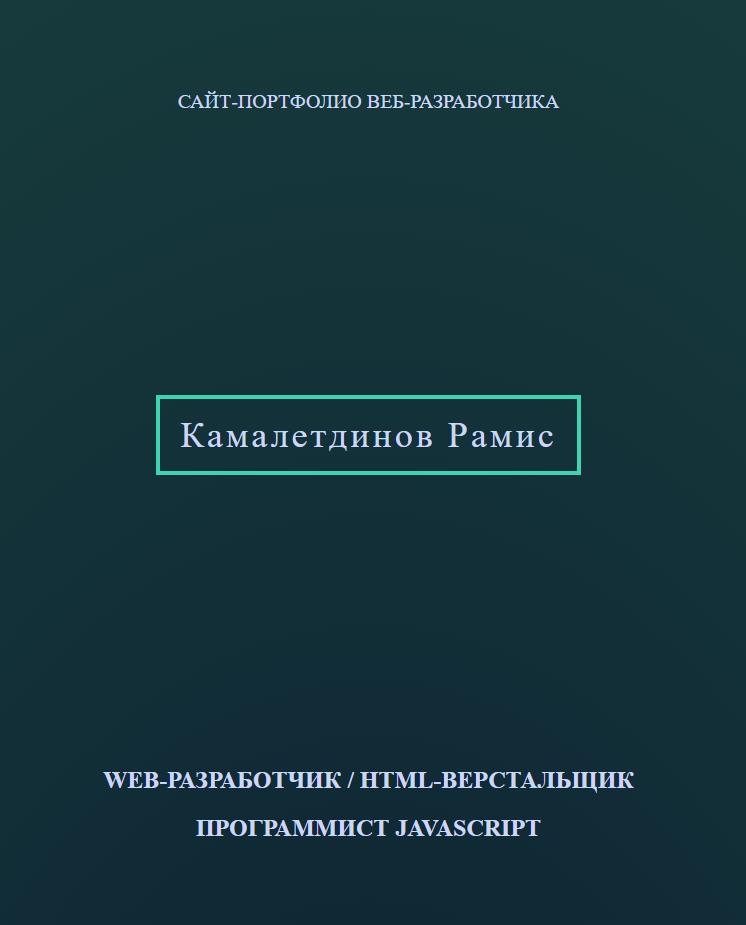 САЙТ-ПОРТФОЛИО ВЕБ-РАЗРАБОТЧИКА
Камалетдинов Рамис
WEB-РАЗРАБОТЧИК / HTML-ВЕРСТАЛЬЩИК
ПРОГРАММИСТ JAVASCRIPT